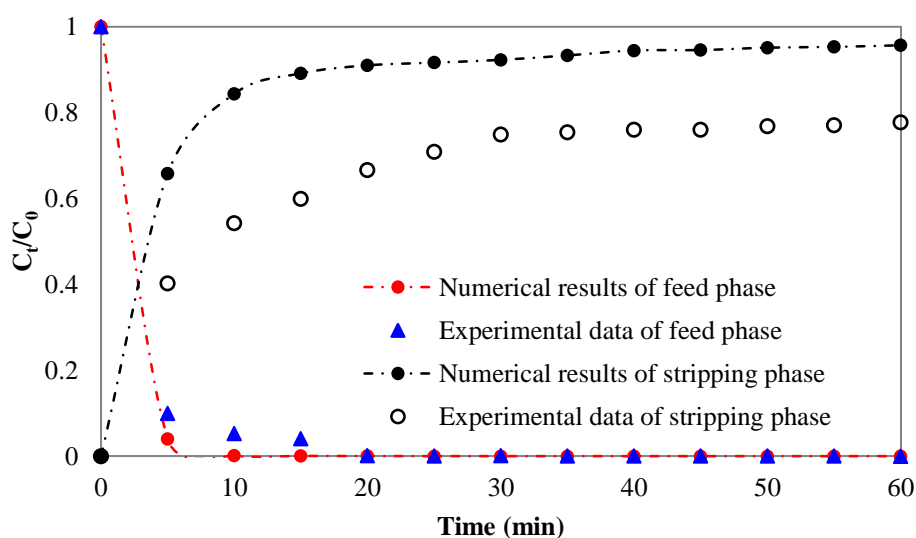 1
0.8
0.6
0.4
0.2
0
C_t/C_0
Numerical results of feed phase
Experimental data of feed phase
Numerical results of stripping phase
Experimental data of stripping phase
0 10 20 30 40 50 60
Time (min)